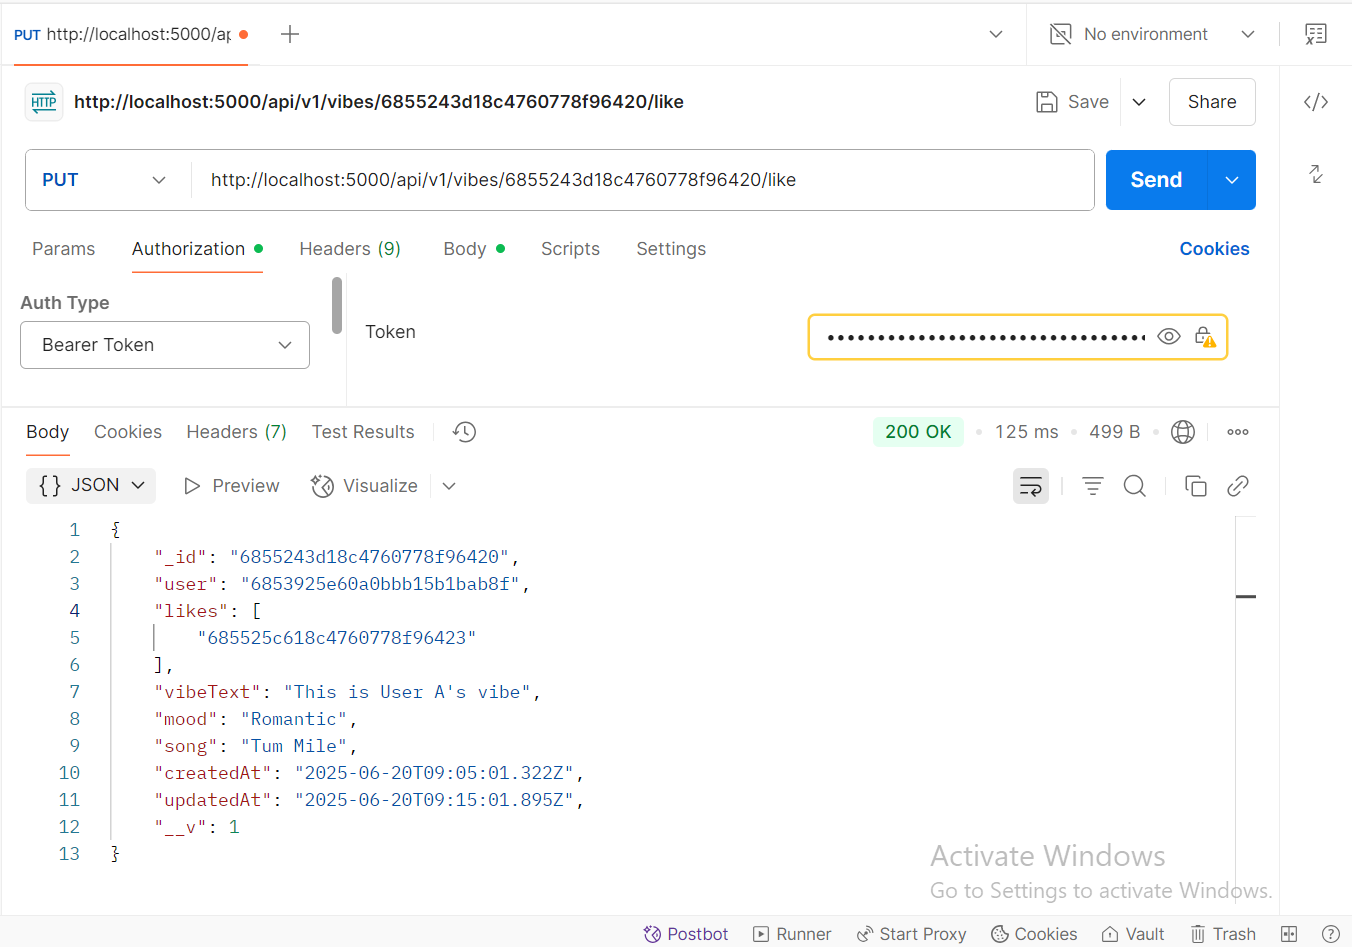 PUT http://localhost:5000/ap
No environment
HTTP http://localhost:5000/api/v1/vibes/6855243d18c4760778f96420/like
Save
Share
PUT
http://localhost:5000/api/v1/vibes/6855243d18c4760778f96420/like
Send
Params Authorization Headers (9) Body Scripts Settings Cookies
Auth Type
Bearer Token
Token
Body Cookies Headers (7) Test Results
200 OK • 125 ms • 499 B •
{} JSON Preview Visualize
1 {
2 "_id": "6855243d18c4760778f96420",
3 "user": "6853925e60a0bbb15b1bab8f",
4 "likes": [
5 "685525c618c4760778f96423"
6 ],
7 "vibeText": "This is User A's vibe",
8 "mood": "Romantic",
9 "song": "Tum Mile",
10 "createdAt": "2025-06-20T09:05:01.322Z",
11 "updatedAt": "2025-06-20T09:15:01.895Z",
12 "__v": 1
13 }
Activate Windows
Go to Settings to activate Windows.
Postbot Runner Start Proxy Cookies Vault Trash